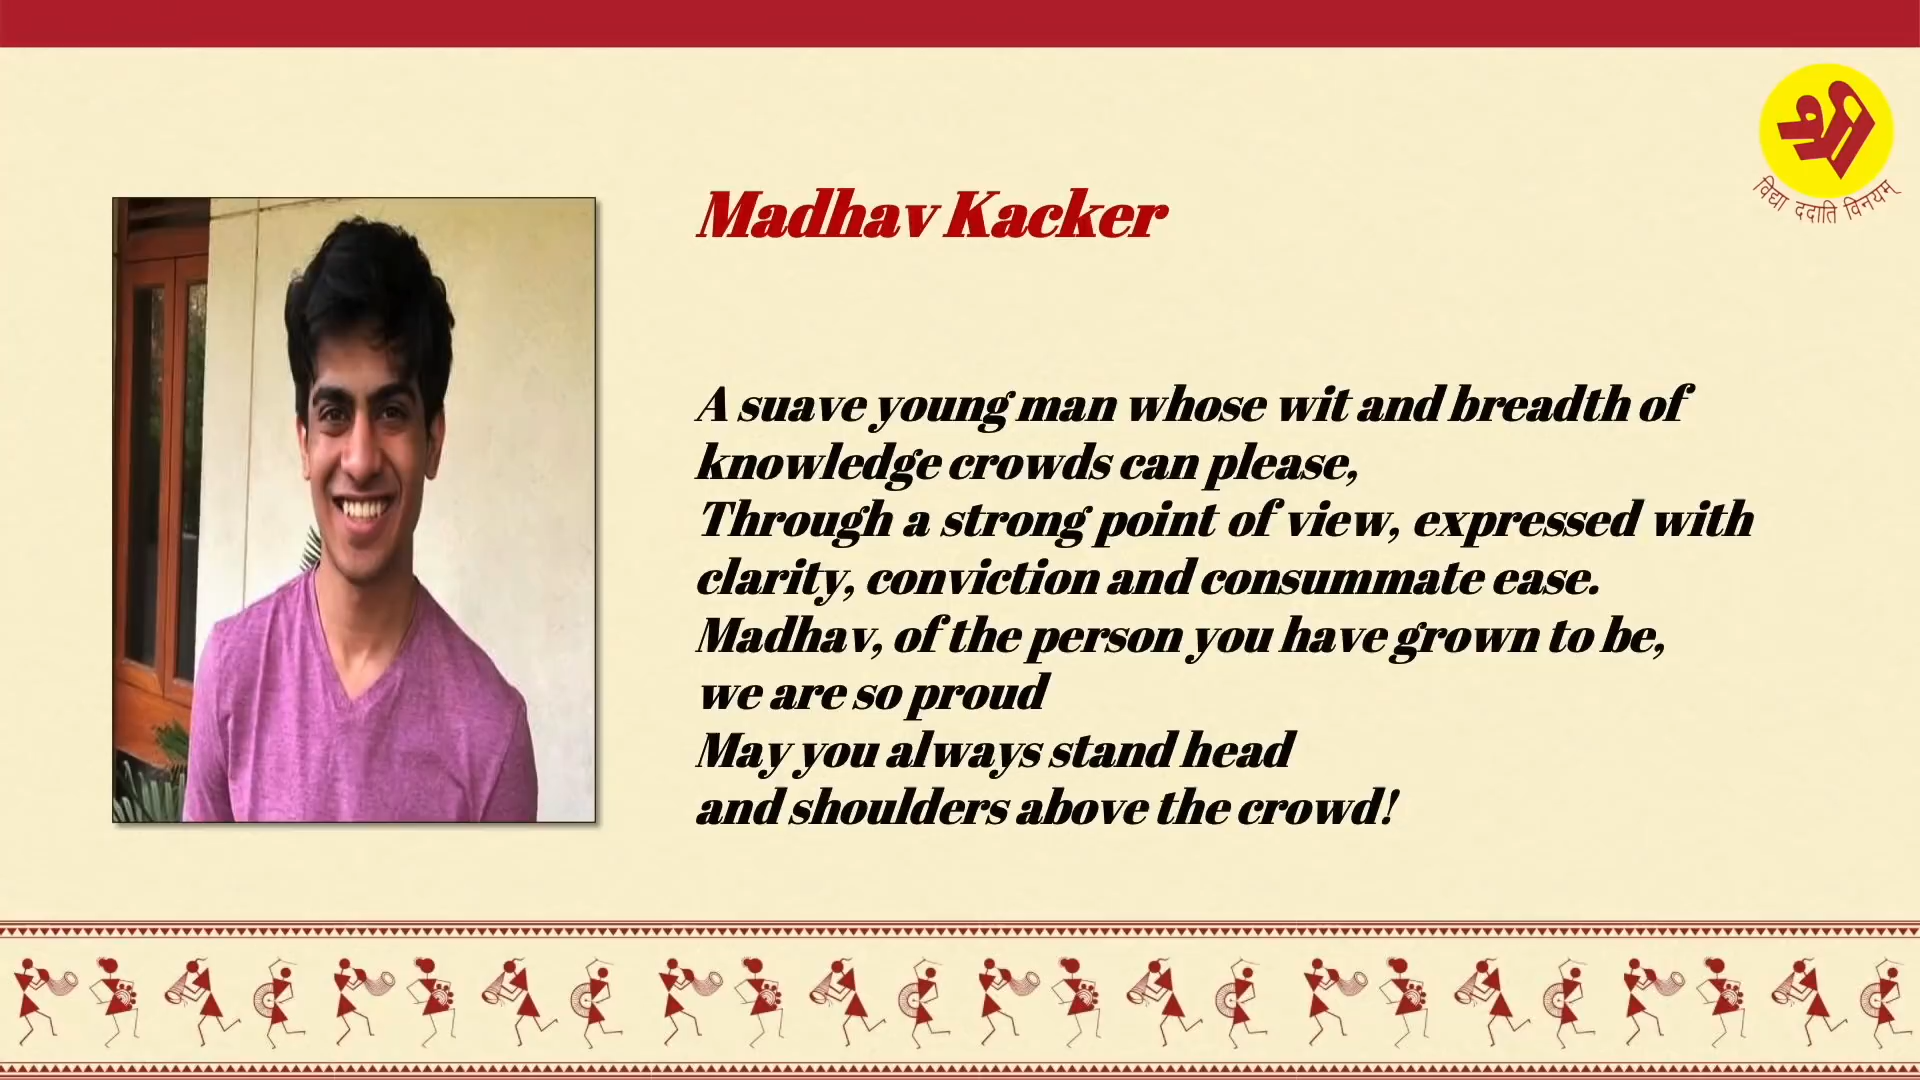 श्री
विद्या ददाति विनयम्
Madhav Kacker
A suave young man whose wit and breadth of
knowledge crowds can please,
Through a strong point of view, expressed with
clarity, conviction and consummate ease.
Madhav, of the person you have grown to be,
we are so proud
May you always stand head
and shoulders above the crowd!